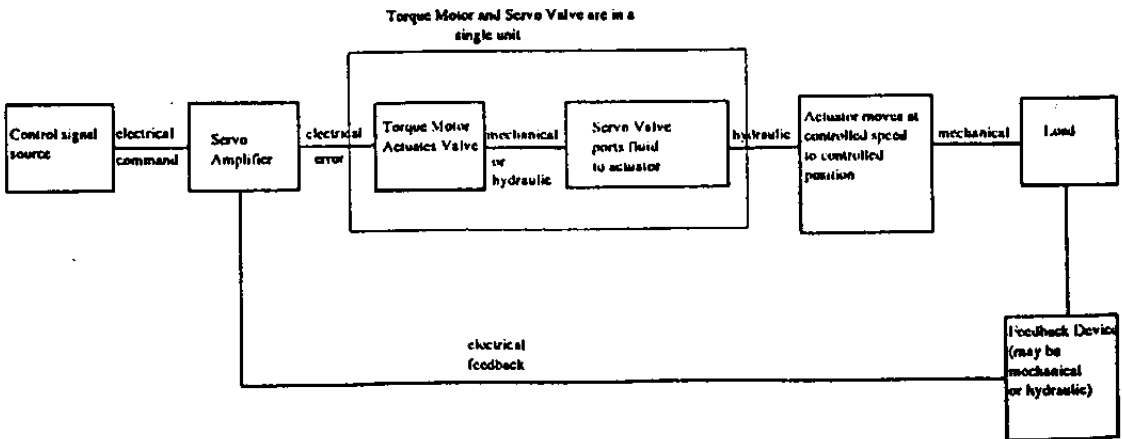 Torque Motor and Servo Valve are in a
single unit
Control signal
source
electrical
command
Servo
Amplifier
electrical
error
Torque Motor
Actuates Valve
mechanical
or
hydraulic
Servo Valve
ports fluid
to actuator
hydraulic
Actuator moves at
controlled speed
to controlled
position
mechanical
Load
electrical
feedback
Feedback Device
(may be
mechanical
or hydraulic)